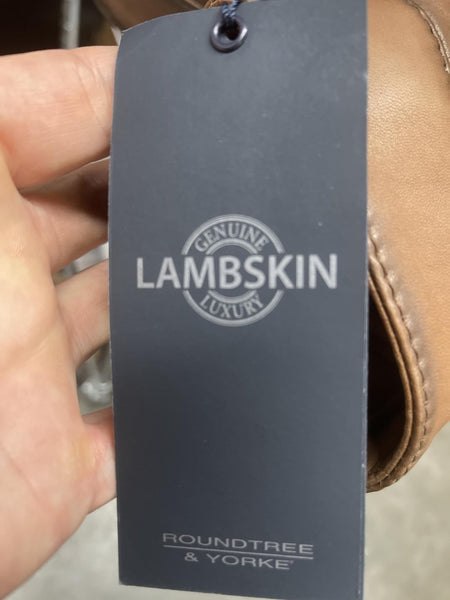 GENUINE
LAMBSKIN
LUXURY
ROUNDTREE
& YORKE®